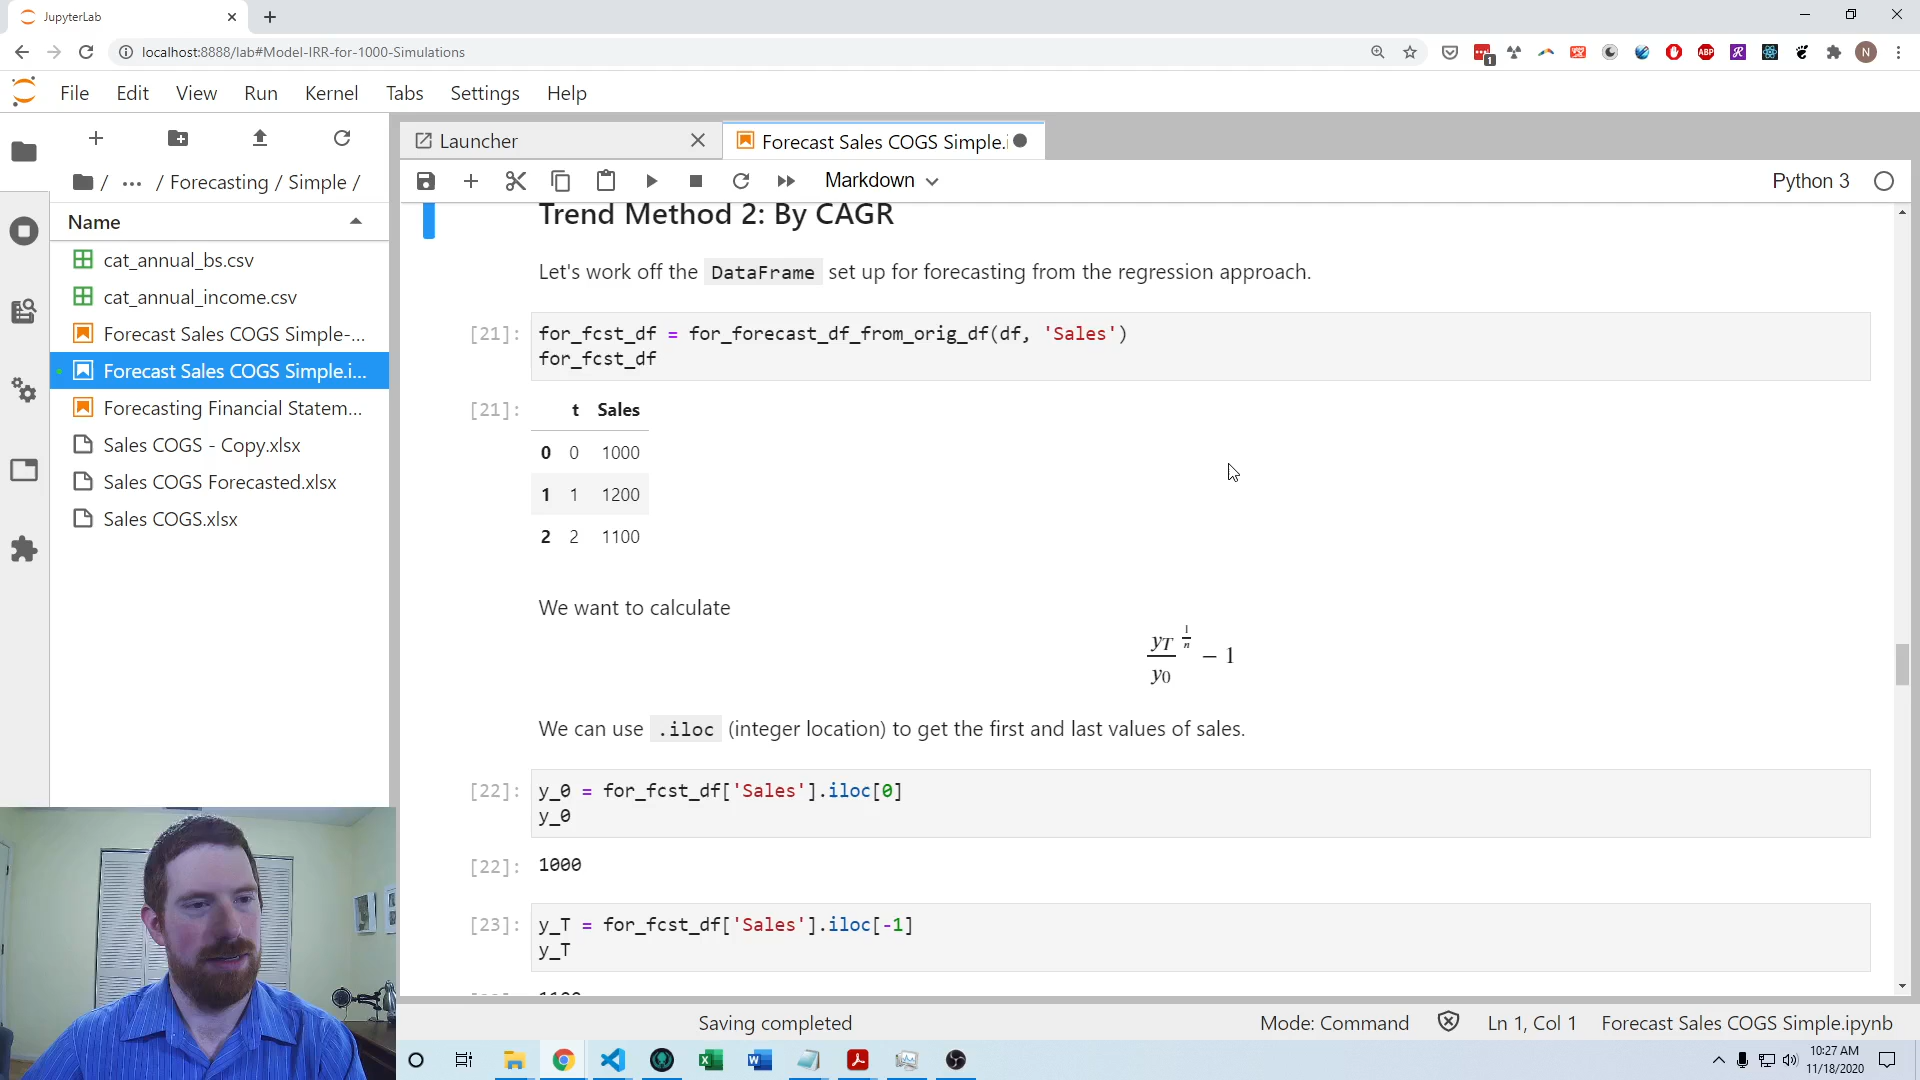 JupyterLab
localhost:8888/lab#Model-IRR-for-1000-Simulations
1
ABP
R
N
File Edit View Run Kernel Tabs Settings Help
Launcher
Forecast Sales COGS Simple.i
/ ··· / Forecasting / Simple /
Markdown
Python 3
Name
cat_annual_bs.csv
cat_annual_income.csv
Forecast Sales COGS Simple-...
Forecast Sales COGS Simple.i...
Forecasting Financial Statem...
Sales COGS - Copy.xlsx
Sales COGS Forecasted.xlsx
Sales COGS.xlsx
Trend Method 2: By CAGR
Let's work off the DataFrame set up for forecasting from the regression approach.
[21]: for_fcst_df = for_forecast_df_from_orig_df(df, 'Sales')
for_fcst_df
[21]: t Sales
0 0 1000
1 1 1200
2 2 1100
We want to calculate
y_T/y_0^(1/n) − 1
We can use .iloc (integer location) to get the first and last values of sales.
[22]: y_0 = for_fcst_df['Sales'].iloc[0]
y_0
[22]: 1000
[23]: y_T = for_fcst_df['Sales'].iloc[-1]
y_T
Saving completed
Mode: Command
Ln 1, Col 1
Forecast Sales COGS Simple.ipynb
10:27 AM
11/18/2020